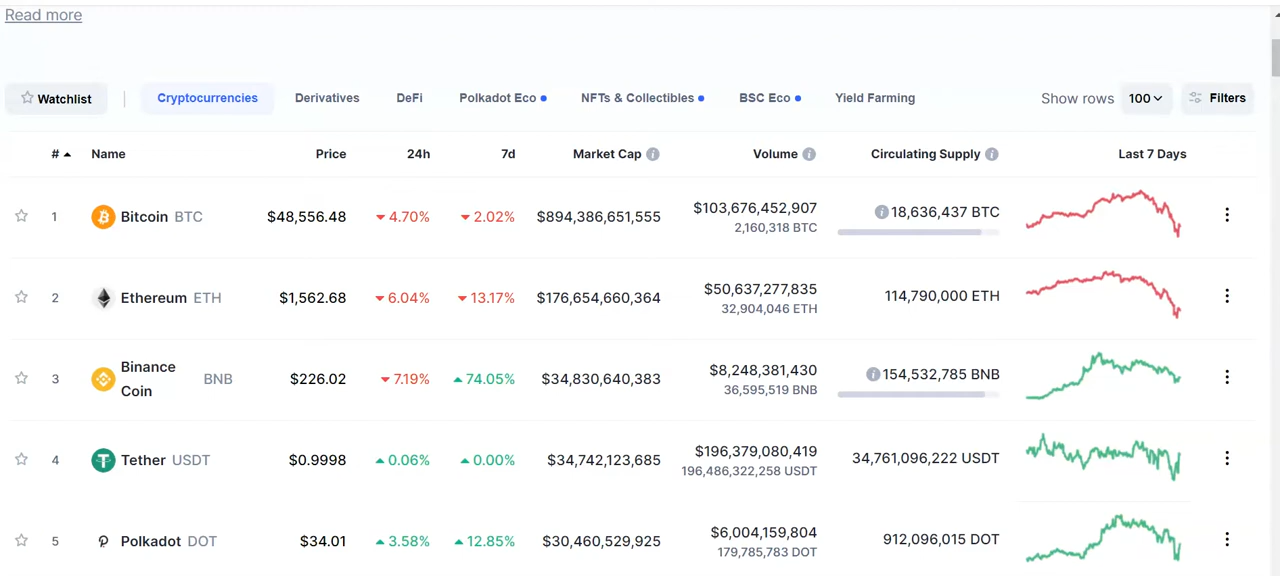 Read more
Watchlist Cryptocurrencies Derivatives DeFi Polkadot Eco NFTs & Collectibles BSC Eco Yield Farming Show rows 100 Filters
# Name Price 24h 7d Market Cap Volume Circulating Supply Last 7 Days
1 Bitcoin BTC $48,556.48 4.70% 2.02% $894,386,651,555 $103,676,452,907 18,636,437 BTC
2,160,318 BTC
2 Ethereum ETH $1,562.68 6.04% 13.17% $176,654,660,364 $50,637,277,835 114,790,000 ETH
32,904,046 ETH
3 Binance Coin BNB $226.02 7.19% 74.05% $34,830,640,383 $8,248,381,430 154,532,785 BNB
36,595,519 BNB
4 Tether USDT $0.9998 0.06% 0.00% $34,742,123,685 $196,379,080,419 34,761,096,222 USDT
196,486,322,258 USDT
5 Polkadot DOT $34.01 3.58% 12.85% $30,460,529,925 $6,004,159,804 912,096,015 DOT
179,785,783 DOT